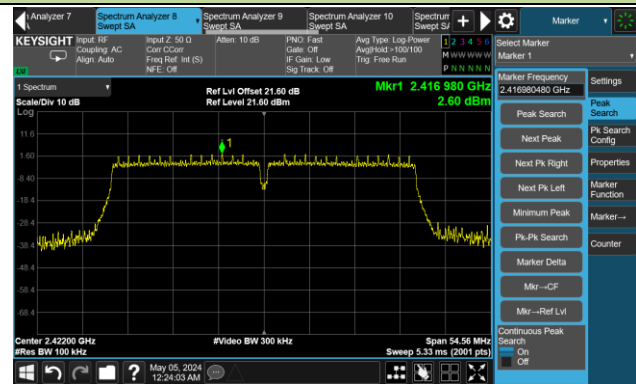 1 Analyzer 7
Spectrum Analyzer 8
Swept SA
Spectrum Analyzer 9
Swept SA
Spectrum Analyzer 10
Swept SA
Spectrum
Swept SA
Marker
KEYSIGHT
Input: RF
Coupling: AC
Align: Auto
Input Z: 50 Ω
Corr CCorr
Freq Ref: Int (S)
NFE: Off
Atten: 10 dB
PNO: Fast
Gate: Off
IF Gain: Low
Sig Track: Off
Avg Type: Log-Power
Avg|Hold:>100/100
Trig: Free Run
1 2 3 4 5 6
M W W W W W
P N N N N N
Select Marker
Marker 1
1 Spectrum
Scale/Div 10 dB
Log
Ref Lvl Offset 21.60 dB
Ref Level 21.60 dBm
Mkr1 2.416 980 GHz
2.60 dBm
11.6
1.60
-8.40
-18.4
-28.4
-38.4
-48.4
-58.4
-68.4
1
Center 2.42200 GHz
#Res BW 100 kHz
#Video BW 300 kHz
Span 54.56 MHz
Sweep 5.33 ms (2001 pts)
Marker Frequency
2.416980480 GHz
Peak Search
Next Peak
Next Pk Right
Next Pk Left
Minimum Peak
Pk-Pk Search
Marker Delta
Mkr→CF
Mkr→Ref Lvl
Continuous Peak
Search
On
Off
Settings
Peak
Search
Pk Search
Config
Properties
Marker
Function
Marker→
Counter
May 05, 2024
12:24:03 AM